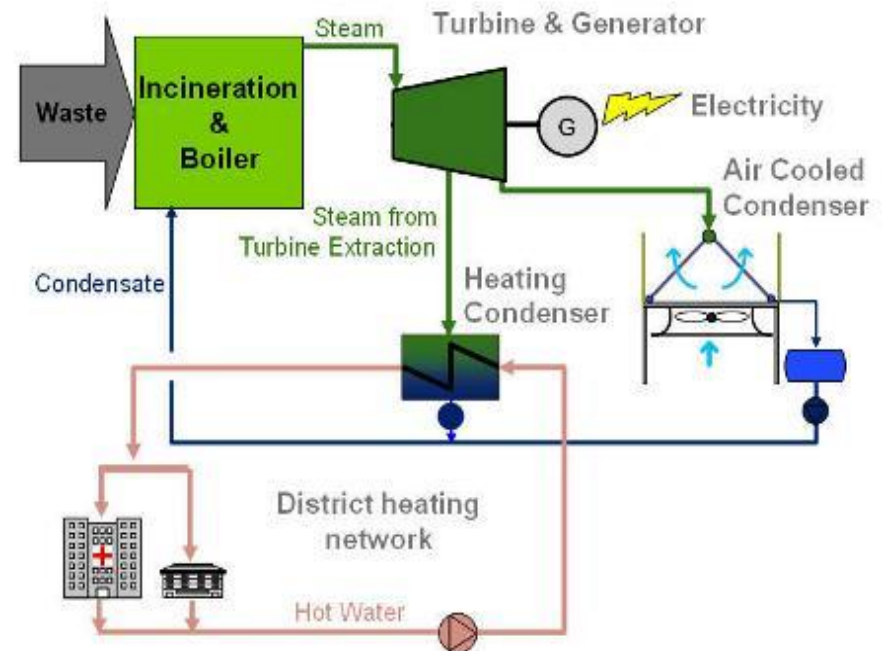 Steam
Turbine & Generator
Waste
Incineration
&
Boiler
G
Electricity
Air Cooled
Condenser
Steam from
Turbine Extraction
Condensate
Heating
Condenser
District heating
network
Hot Water